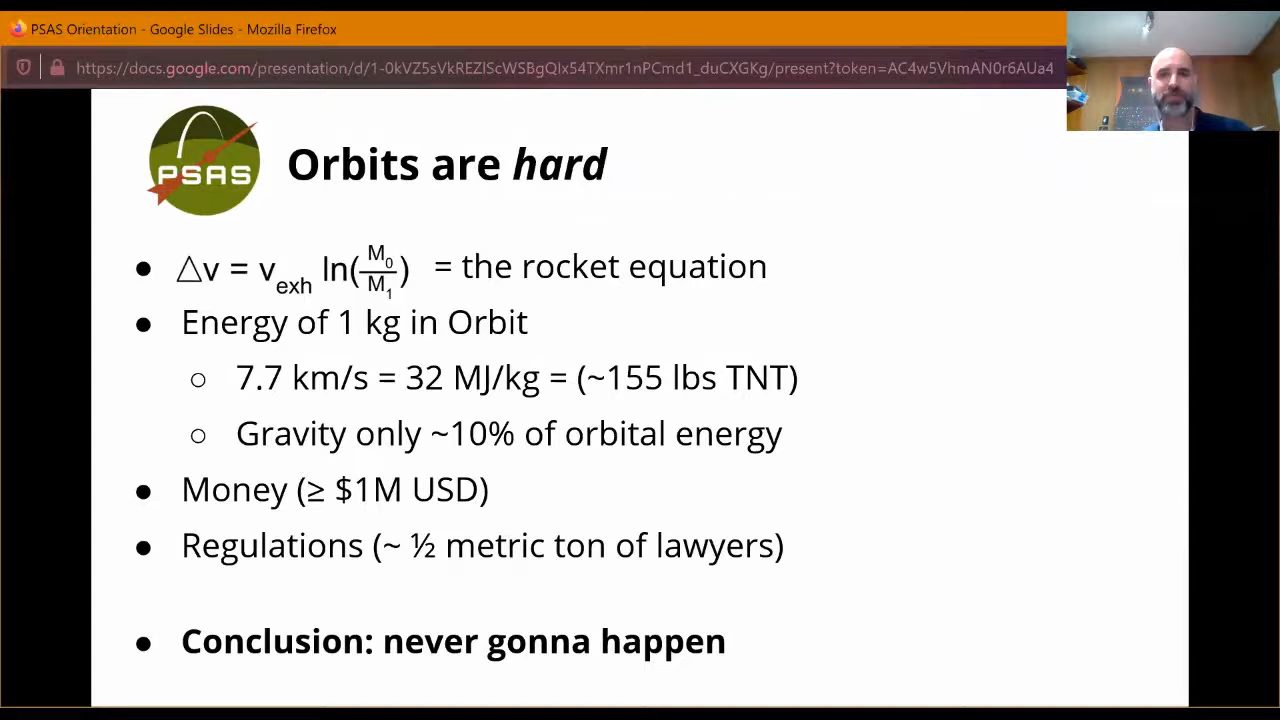 PSAS Orientation - Google Slides - Mozilla Firefox
https://docs.google.com/presentation/d/1-0kVZ5sVkREZIScWSBgQIx54TXmr1nPCmd1_duCXGKg/present?token=AC4w5VhmAN0r6AUa4
PSAS
Orbits are hard
● △v = vexh ln(M0/M1) = the rocket equation
● Energy of 1 kg in Orbit
○ 7.7 km/s = 32 MJ/kg = (~155 lbs TNT)
○ Gravity only ~10% of orbital energy
● Money (≥ $1M USD)
● Regulations (~ ½ metric ton of lawyers)
● Conclusion: never gonna happen